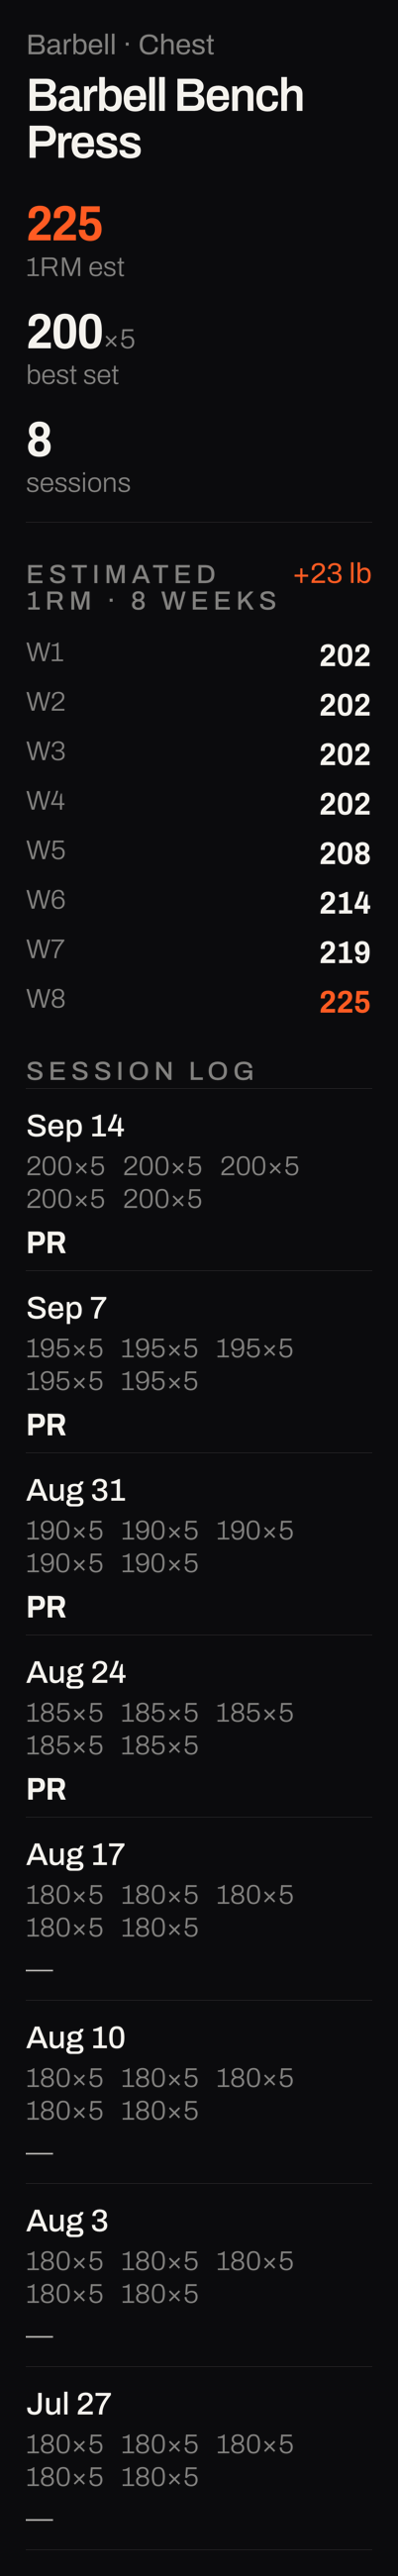 Barbell · Chest
Barbell Bench
Press
225
1RM est
200×5
best set
8
sessions
ESTIMATED +23 lb
1RM · 8 WEEKS
W1 202
W2 202
W3 202
W4 202
W5 208
W6 214
W7 219
W8 225
SESSION LOG
Sep 14
200×5 200×5 200×5
200×5 200×5
PR
Sep 7
195×5 195×5 195×5
195×5 195×5
PR
Aug 31
190×5 190×5 190×5
190×5 190×5
PR
Aug 24
185×5 185×5 185×5
185×5 185×5
PR
Aug 17
180×5 180×5 180×5
180×5 180×5
—
Aug 10
180×5 180×5 180×5
180×5 180×5
—
Aug 3
180×5 180×5 180×5
180×5 180×5
—
Jul 27
180×5 180×5 180×5
180×5 180×5
—